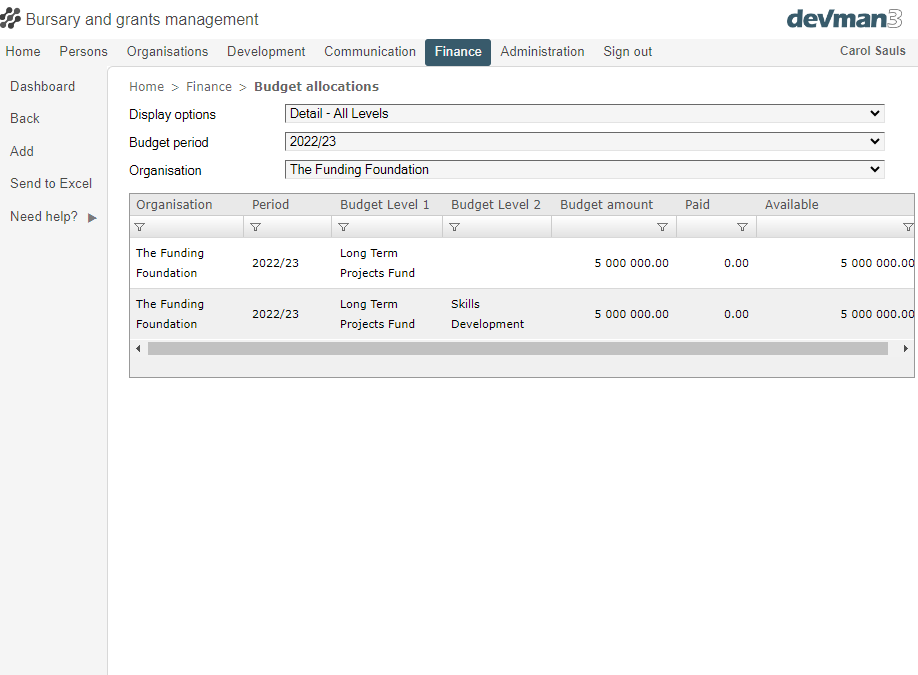 Bursary and grants management
devman3
Home Persons Organisations Development Communication Finance Administration Sign out Carol Sauls
Dashboard
Back
Add
Send to Excel
Need help?
Home > Finance > Budget allocations
Display options Detail - All Levels
Budget period 2022/23
Organisation The Funding Foundation
Organisation Period Budget Level 1 Budget Level 2 Budget amount Paid Available
The Funding Long Term
2022/23 5 000 000.00 0.00 5 000 000.00
Foundation Projects Fund
The Funding Long Term Skills
2022/23 5 000 000.00 0.00 5 000 000.00
Foundation Projects Fund Development